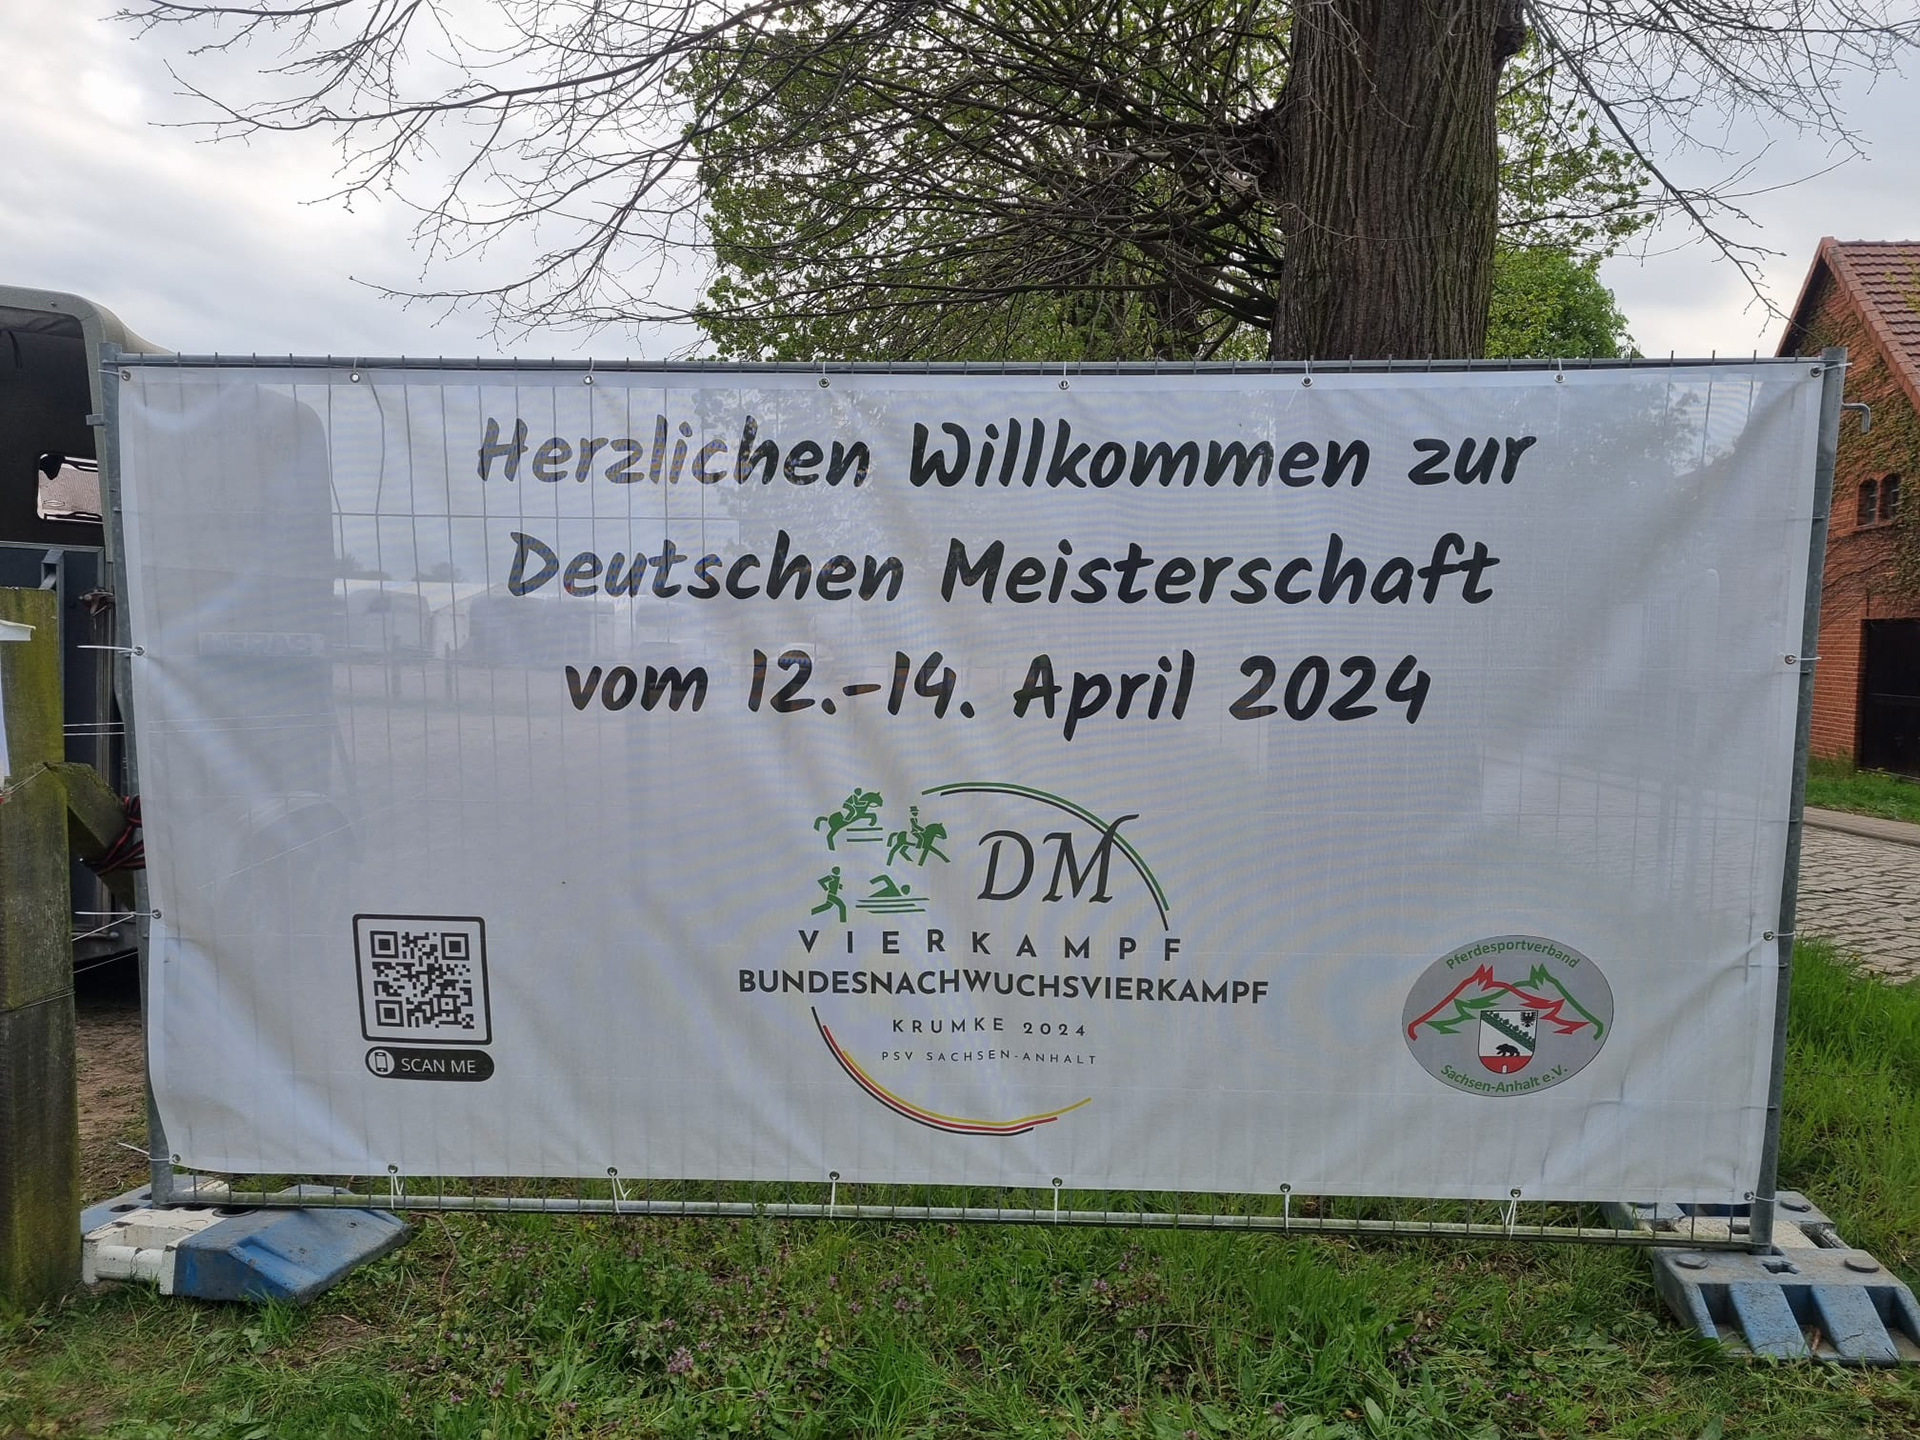 Herzlichen Willkommen zur
Deutschen Meisterschaft
vom 12.-14. April 2024
DM
VIERKAMPF
BUNDESNACHWUCHSVIERKAMPF
KRUMKE 2024
PSV SACHSEN-ANHALT
SCAN ME
Pferdesportverband
Sachsen-Anhalt e.V.